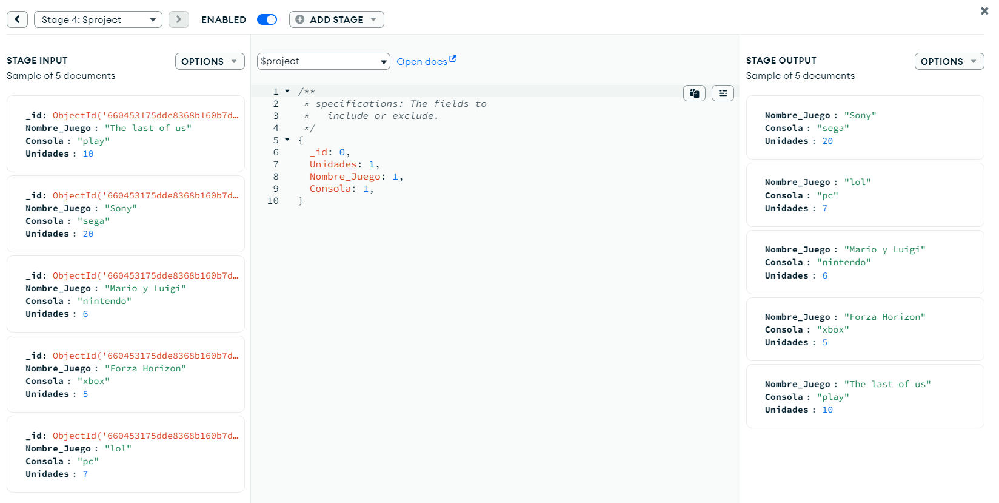 Stage 4: $project
ENABLED
ADD STAGE
STAGE INPUT
OPTIONS
Sample of 5 documents
_id: ObjectId('660453175dde8368b160b7d…
Nombre_Juego : "The last of us"
Consola : "play"
Unidades : 10
_id: ObjectId('660453175dde8368b160b7d…
Nombre_Juego : "Sony"
Consola : "sega"
Unidades : 20
_id: ObjectId('660453175dde8368b160b7d…
Nombre_Juego : "Mario y Luigi"
Consola : "nintendo"
Unidades : 6
_id: ObjectId('660453175dde8368b160b7d…
Nombre_Juego : "Forza Horizon"
Consola : "xbox"
Unidades : 5
_id: ObjectId('660453175dde8368b160b7d…
Nombre_Juego : "lol"
Consola : "pc"
Unidades : 7
$project
Open docs
1 /**
2  * specifications: The fields to
3  *   include or exclude.
4  */
5 {
6   _id: 0,
7   Unidades: 1,
8   Nombre_Juego: 1,
9   Consola: 1,
10 }
STAGE OUTPUT
OPTIONS
Sample of 5 documents
Nombre_Juego : "Sony"
Consola : "sega"
Unidades : 20
Nombre_Juego : "lol"
Consola : "pc"
Unidades : 7
Nombre_Juego : "Mario y Luigi"
Consola : "nintendo"
Unidades : 6
Nombre_Juego : "Forza Horizon"
Consola : "xbox"
Unidades : 5
Nombre_Juego : "The last of us"
Consola : "play"
Unidades : 10